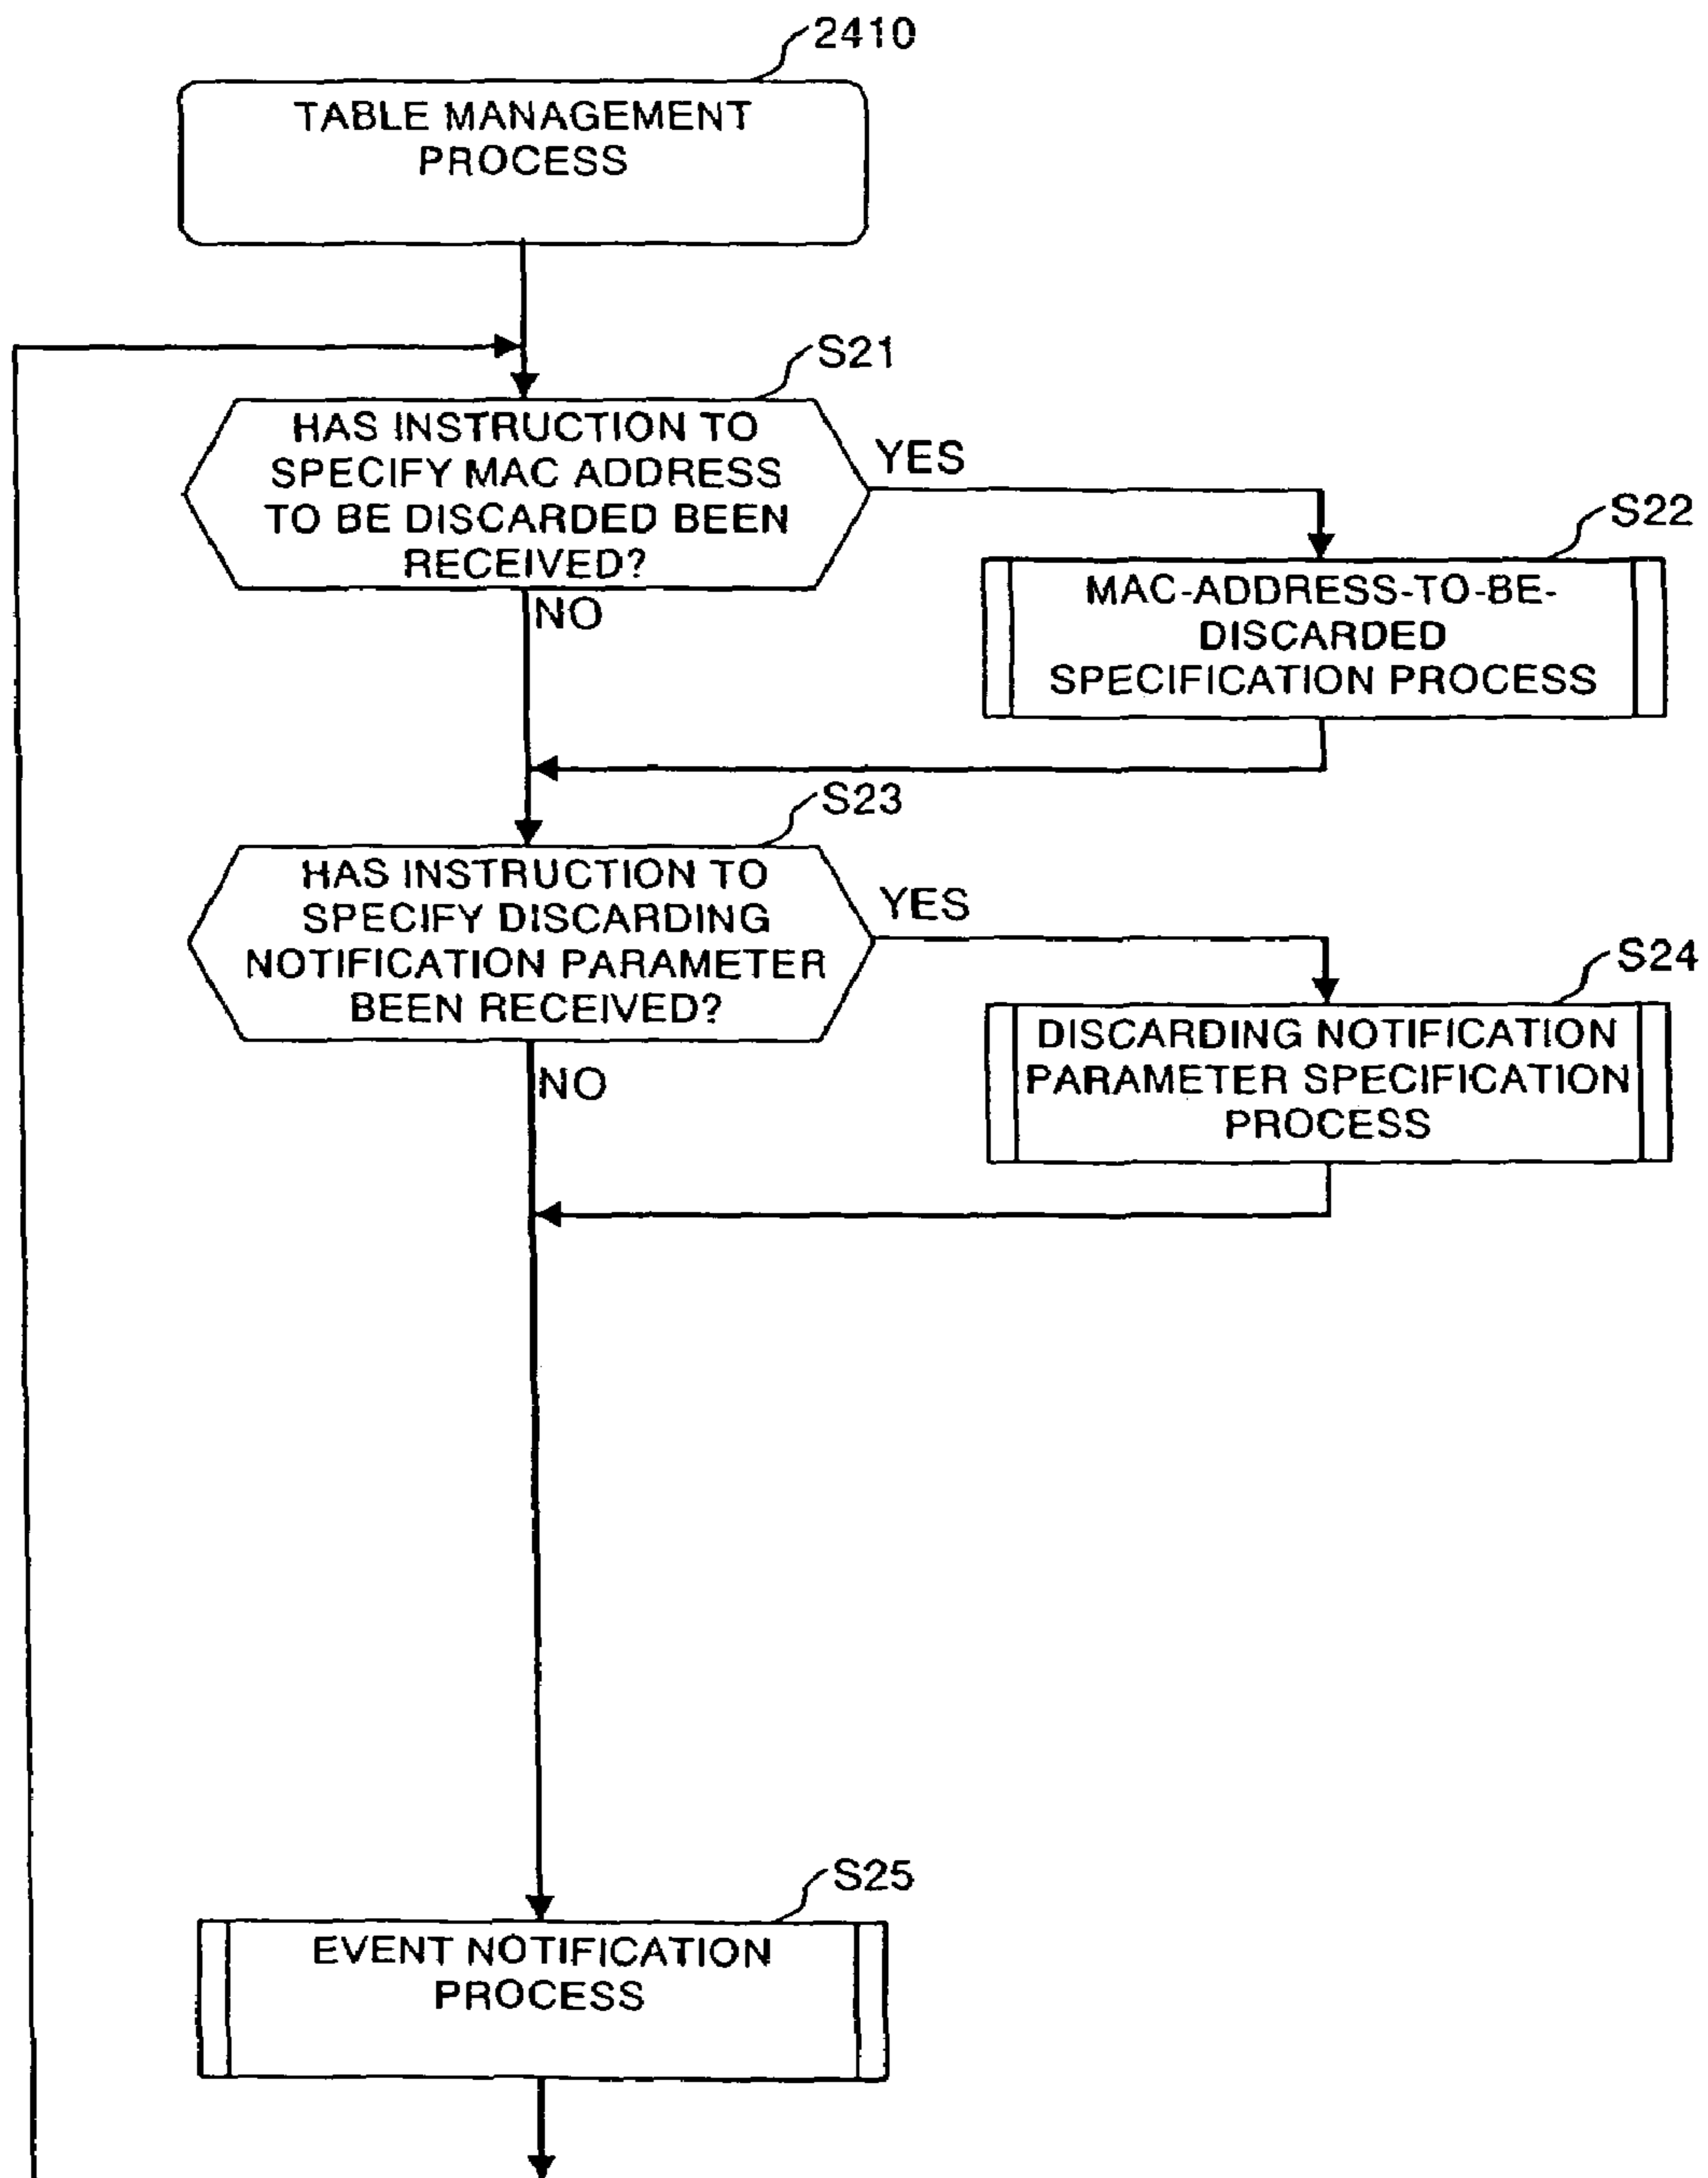 2410
TABLE MANAGEMENT
PROCESS
S21
HAS INSTRUCTION TO
SPECIFY MAC ADDRESS
TO BE DISCARDED BEEN
RECEIVED?
YES
NO
S22
MAC-ADDRESS-TO-BE-
DISCARDED
SPECIFICATION PROCESS
S23
HAS INSTRUCTION TO
SPECIFY DISCARDING
NOTIFICATION PARAMETER
BEEN RECEIVED?
YES
NO
S24
DISCARDING NOTIFICATION
PARAMETER SPECIFICATION
PROCESS
S25
EVENT NOTIFICATION
PROCESS